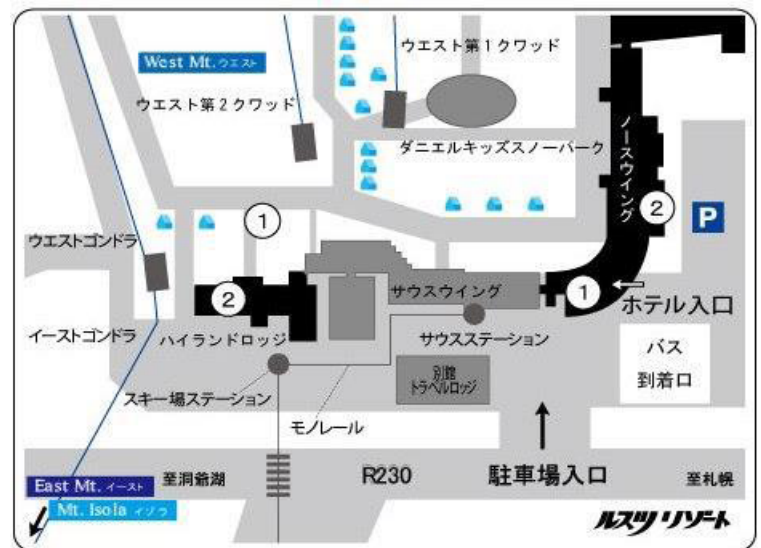 West Mt. ウエスト
ウエスト第1クワッド
ウエスト第2クワッド
ダニエルキッズスノーパーク
ノースウイング
②
P
①
ウエストゴンドラ
②
サウスウイング
①
ホテル入口
イーストゴンドラ
ハイランドロッジ
サウスステーション
バス
到着口
スキー場ステーション
別館
トラベルロッジ
モノレール
East Mt. イースト
至洞爺湖
R230
駐車場入口
至札幌
Mt. Isola イゾラ
ルスツリゾート